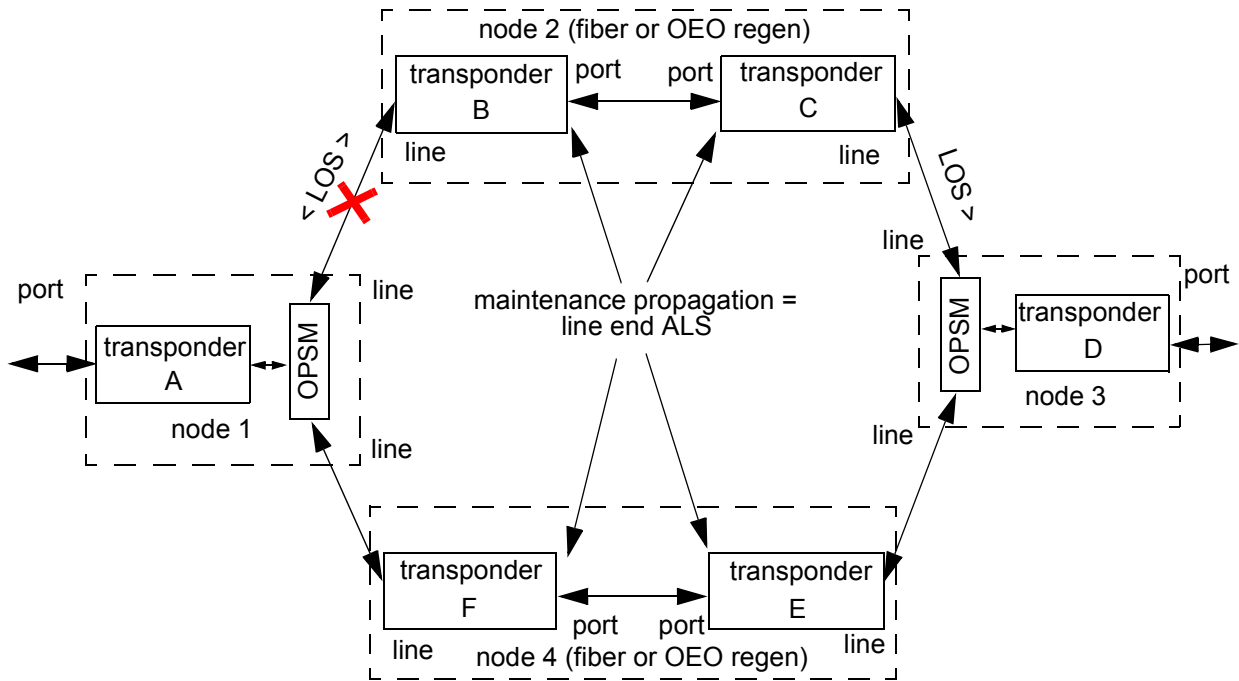 node 2 (fiber or OEO regen)
transponder
B
port
port
transponder
C
line
line
< LOS >
LOS >
port
line
line
port
transponder
A
OPSM
node 1
line
maintenance propagation =
line end ALS
OPSM
transponder
D
node 3
line
transponder
F
transponder
E
line
port
port
line
node 4 (fiber or OEO regen)